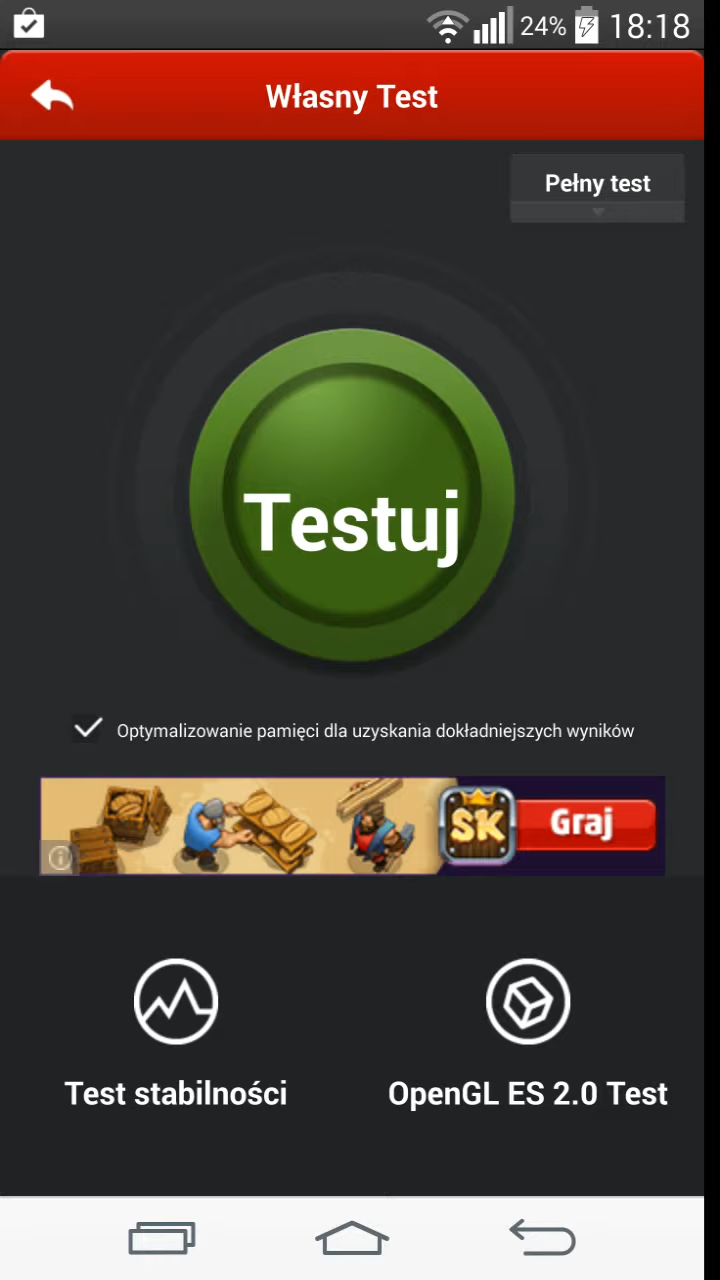 24% 18:18
Własny Test
Pełny test
Testuj
Optymalizowanie pamięci dla uzyskania dokładniejszych wyników
SK Graj
Test stabilności OpenGL ES 2.0 Test